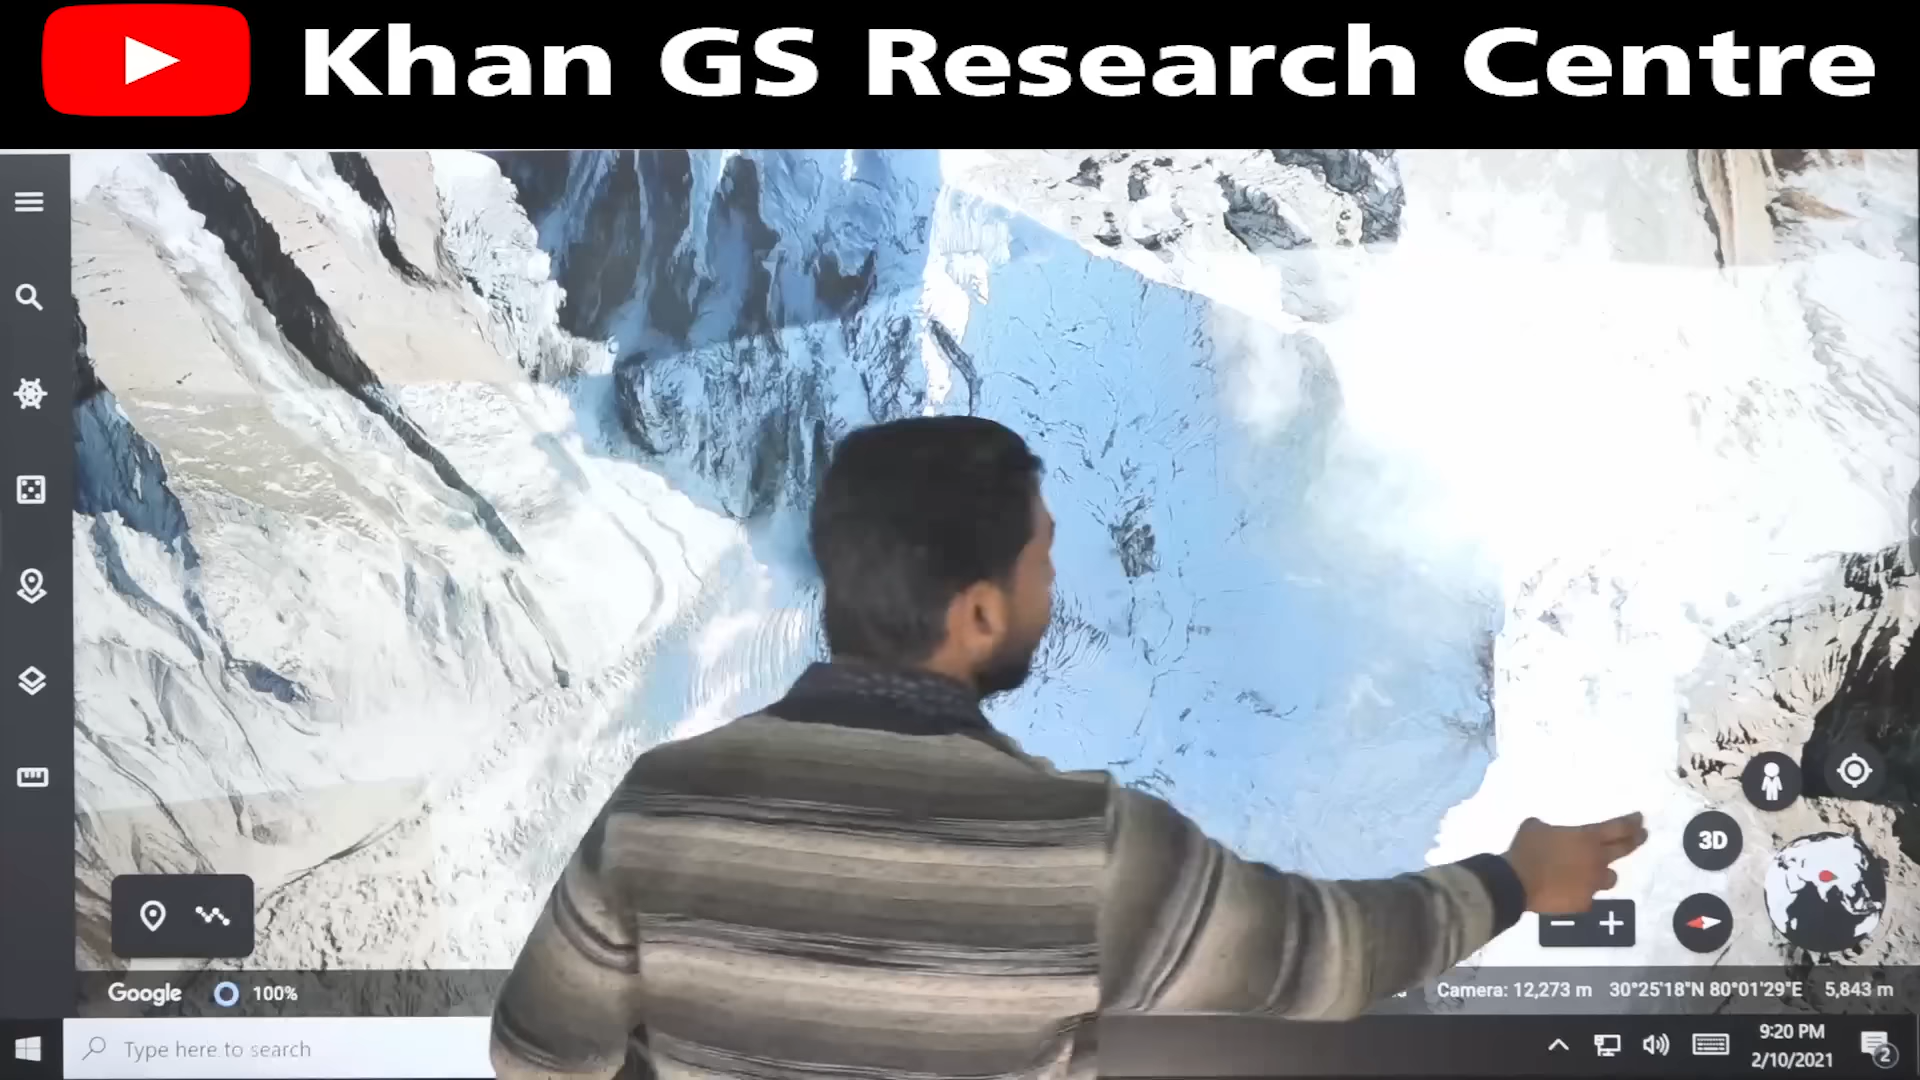 Khan GS Research Centre
3D
Google 100% Camera: 12,273 m 30°25'18"N 80°01'29"E 5,843 m
Type here to search
9:20 PM
2/10/2021
2